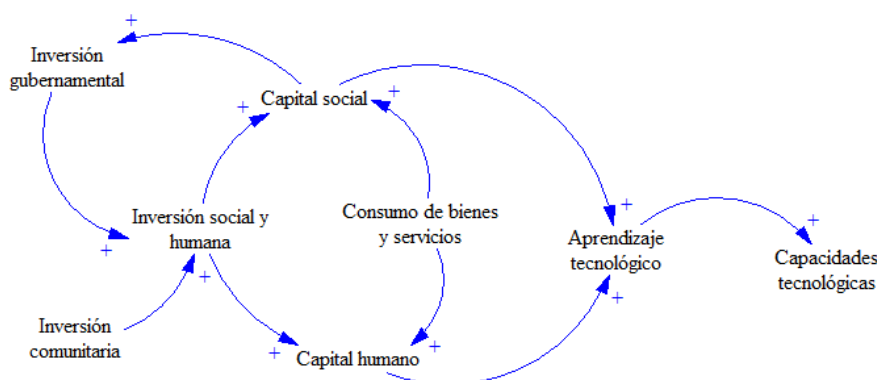 Inversión
gubernamental
Capital social
Inversión social y
humana
Consumo de bienes
y servicios
Aprendizaje
tecnológico
Capacidades
tecnológicas
Inversión
comunitaria
Capital humano
+
+
+
+
+
+
+
+
+
+